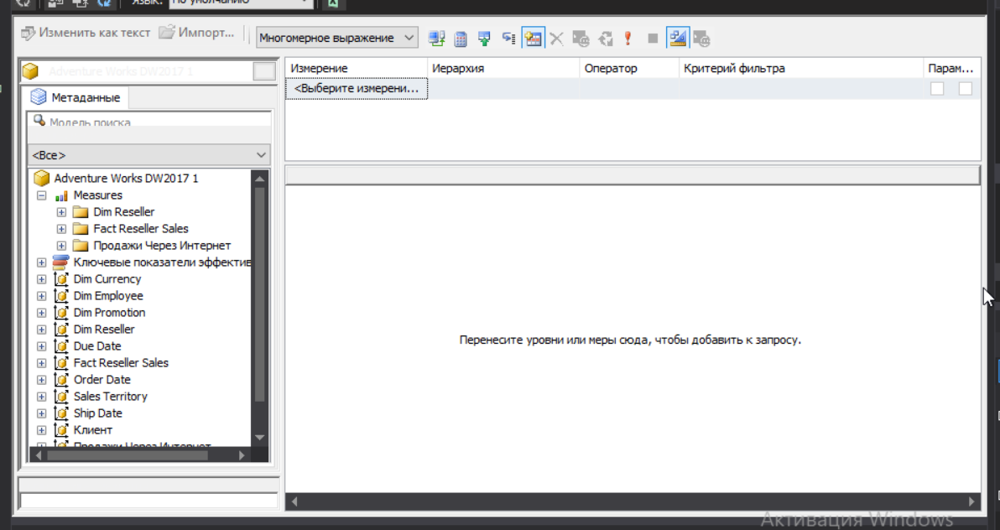 Язык: По умолчанию
Изменить как текст Импорт... Многомерное выражение
Adventure Works DW2017 1
Метаданные
Модель поиска
<Все>
Adventure Works DW2017 1
Measures
Dim Reseller
Fact Reseller Sales
Продажи Через Интернет
Ключевые показатели эффектив
Dim Currency
Dim Employee
Dim Promotion
Dim Reseller
Due Date
Fact Reseller Sales
Order Date
Sales Territory
Ship Date
Клиент
Продажи Через Интернет
Измерение Иерархия Оператор Критерий фильтра Парам...
<Выберите измерени...
Перенесите уровни или меры сюда, чтобы добавить к запросу.
Активация Windows